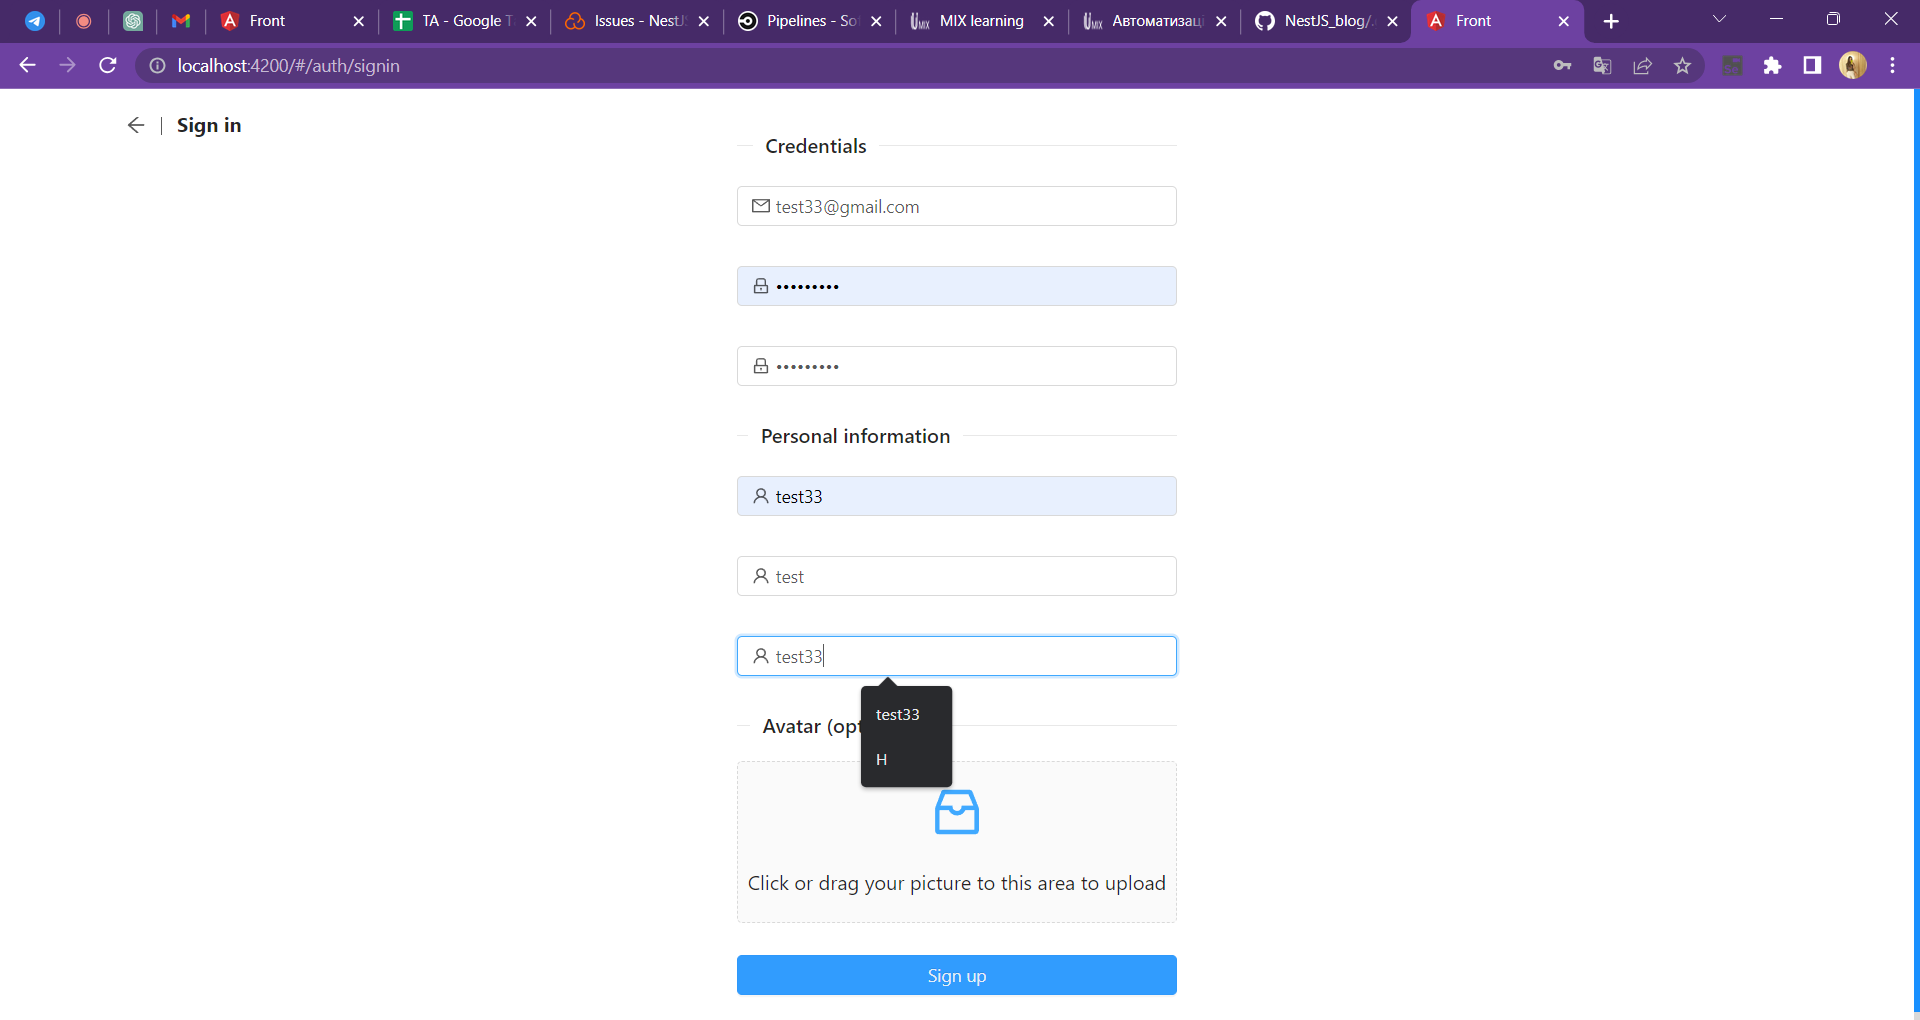 Front
TA - Google T
Issues - NestJS
Pipelines - So
MIX learning
Автоматизаці
NestJS_blog/.
Front
localhost:4200/#/auth/signin
Sign in
Credentials
test33@gmail.com
•••••••••
•••••••••
Personal information
test33
test
test33
test33
H
Avatar (opt
Click or drag your picture to this area to upload
Sign up